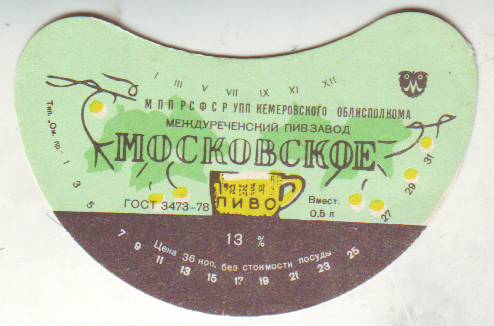 I III V VII IX XI XII
МППРСФСР УПП КЕМЕРОВСКОГО ОБЛИСПОЛКОМА
МЕЖДУРЕЧЕНСКИЙ ПИВЗАВОД
МОСКОВСКОЕ
ПИВО
ГОСТ 3473-78
Вмест.
0,5 л
13 %
Цена 36 коп. без стоимости посуды
1 3 5 7 9 11 13 15 17 19 21 23 25 27 29 31